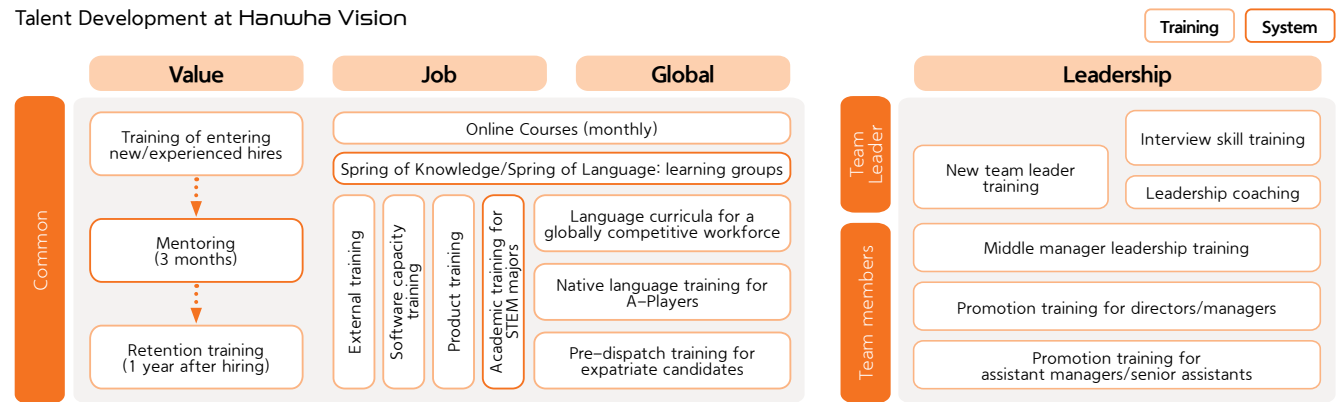 Talent Development at Hanwha Vision
Training
System
Value
Job
Global
Leadership
Common
Training of entering
new/experienced hires
Mentoring
(3 months)
Retention training
(1 year after hiring)
Online Courses (monthly)
Spring of Knowledge/Spring of Language: learning groups
External training
Software capacity
training
Product training
Academic training for
STEM majors
Language curricula for a
globally competitive workforce
Native language training for
A-Players
Pre-dispatch training for
expatriate candidates
Team
Leader
New team leader
training
Interview skill training
Leadership coaching
Team members
Middle manager leadership training
Promotion training for directors/managers
Promotion training for
assistant managers/senior assistants